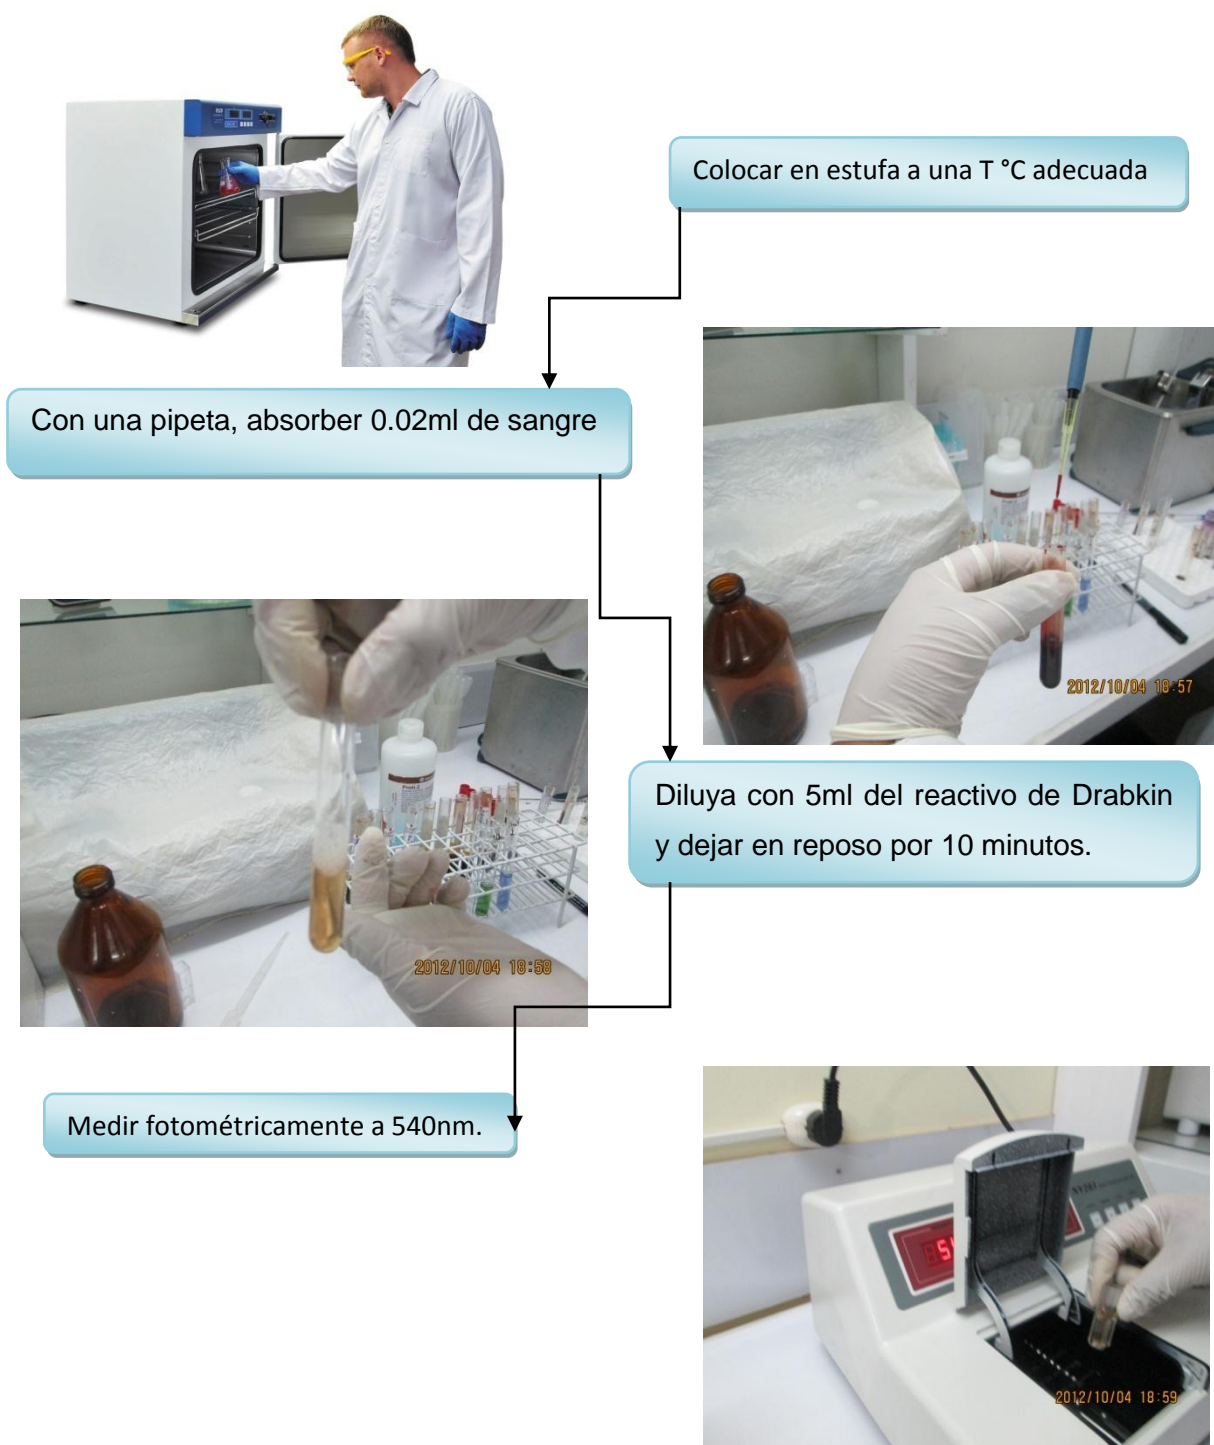 Colocar en estufa a una T °C adecuada
Con una pipeta, absorber 0.02ml de sangre
2012/10/04 18:57
Diluya con 5ml del reactivo de Drabkin
y dejar en reposo por 10 minutos.
2012/10/04 18:58
Medir fotométricamente a 540nm.
2012/10/04 18:59